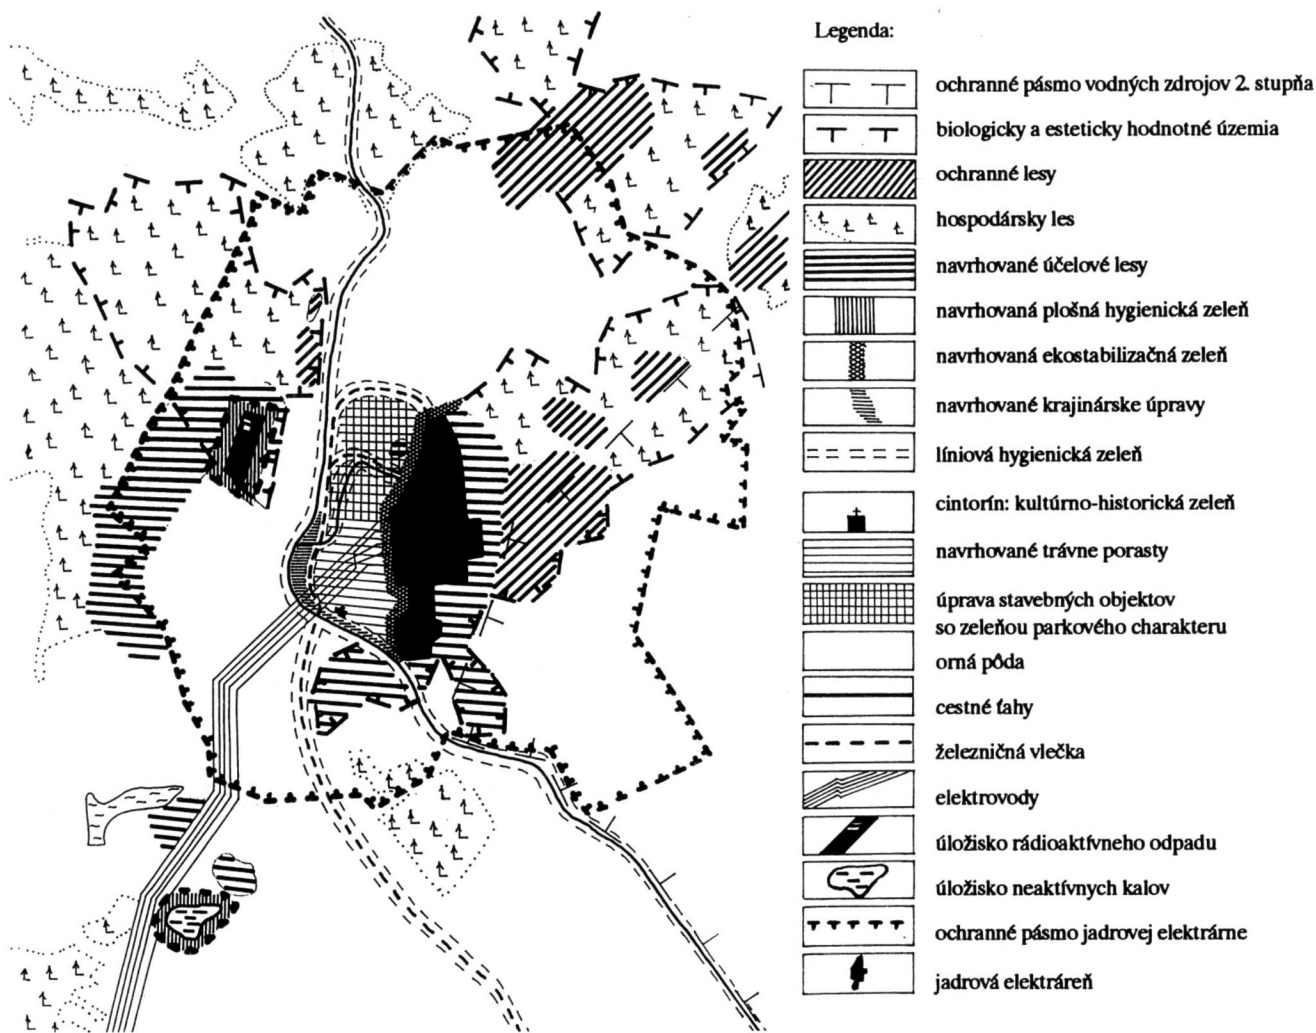 Legenda:
ochranné pásmo vodných zdrojov 2. stupňa
biologicky a esteticky hodnotné územia
ochranné lesy
hospodársky les
navrhované účelové lesy
navrhovaná plošná hygienická zeleň
navrhovaná ekostabilizačná zeleň
navrhované krajinárske úpravy
líniová hygienická zeleň
cintorín: kultúrno-historická zeleň
navrhované trávne porasty
úprava stavebných objektov
so zeleňou parkového charakteru
orná pôda
cestné ťahy
železničná vlečka
elektrovody
úložisko rádioaktívneho odpadu
úložisko neaktívnych kalov
ochranné pásmo jadrovej elektrárne
jadrová elektráreň